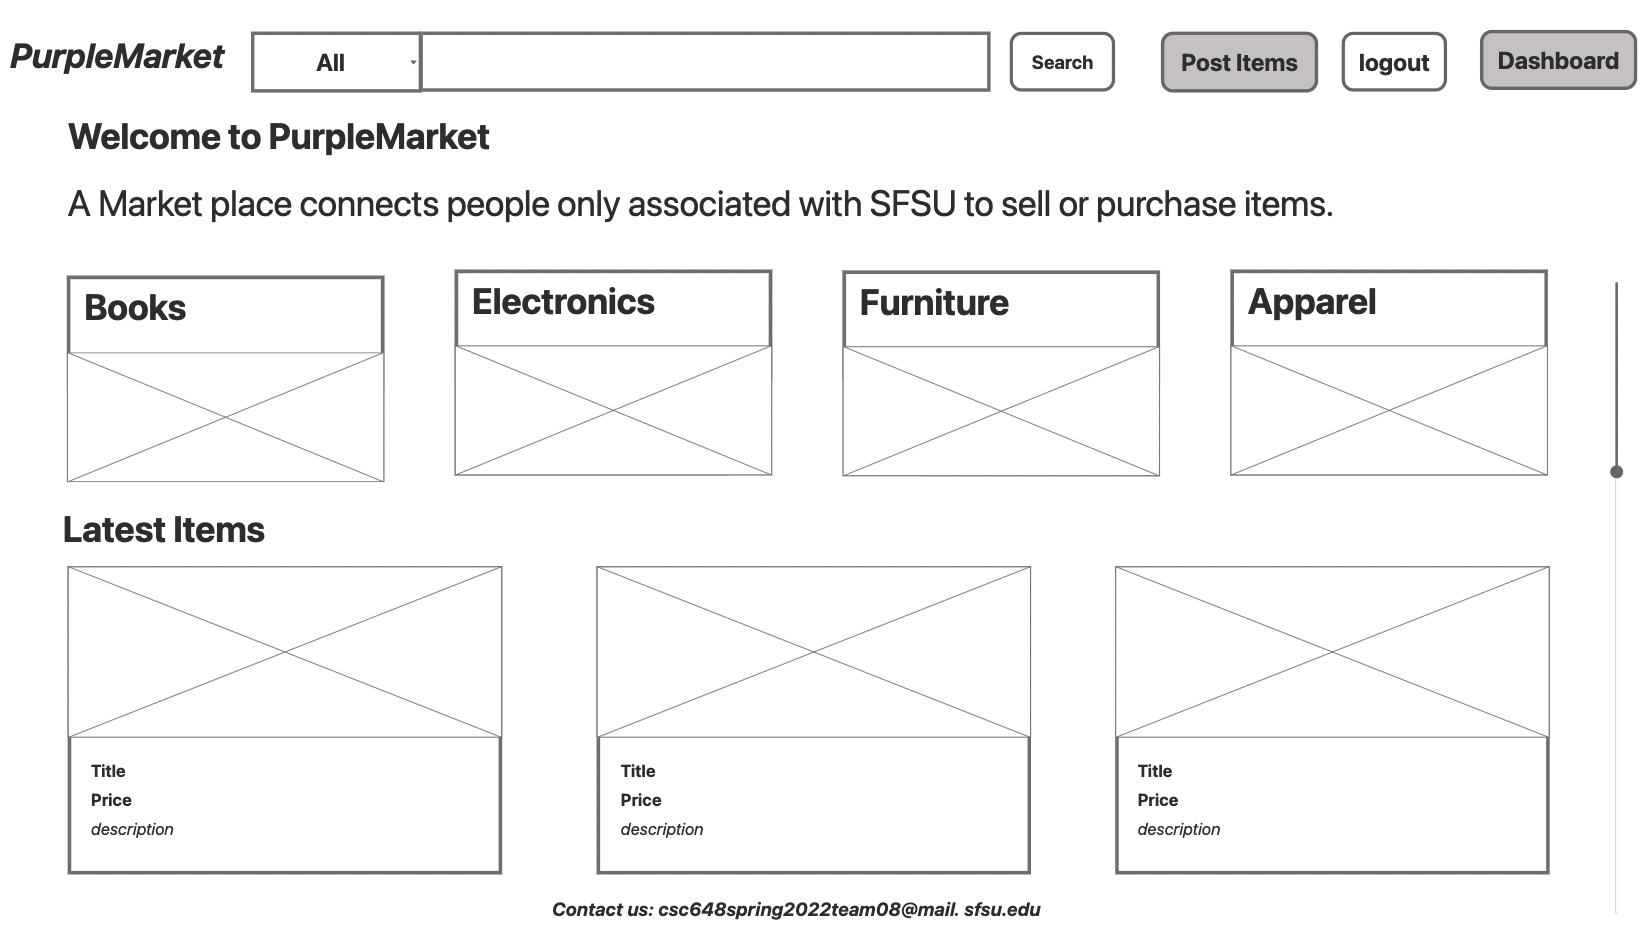 PurpleMarket All Search Post Items logout Dashboard
Welcome to PurpleMarket
A Market place connects people only associated with SFSU to sell or purchase items.
Books Electronics Furniture Apparel
Latest Items
Title
Price
description
Title
Price
description
Title
Price
description
Contact us: csc648spring2022team08@mail. sfsu.edu